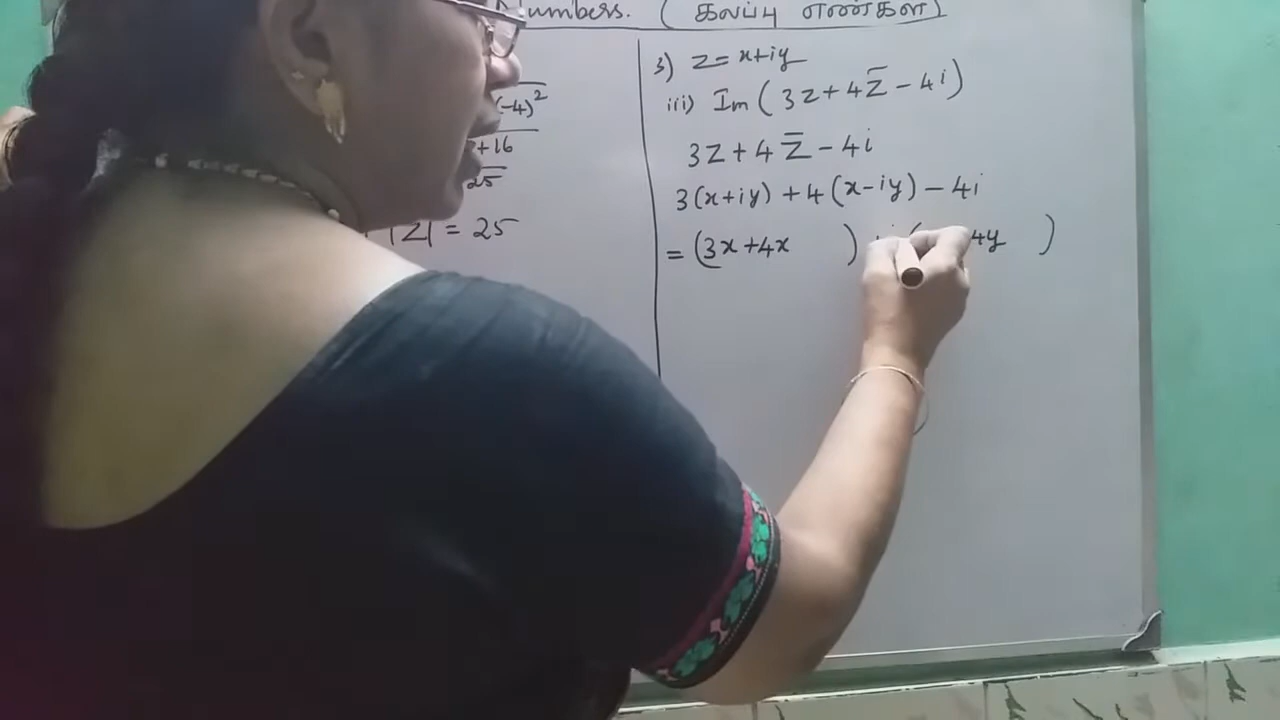 Numbers. (கலப்பு எண்கள்)
(-4)²
+16
25
|Z| = 25
3) Z = x+iy
iii) Im (3z+4z̅ - 4i)
3z + 4z̅ - 4i
3(x+iy) + 4(x-iy) - 4i
= (3x+4x ) ( 4y )